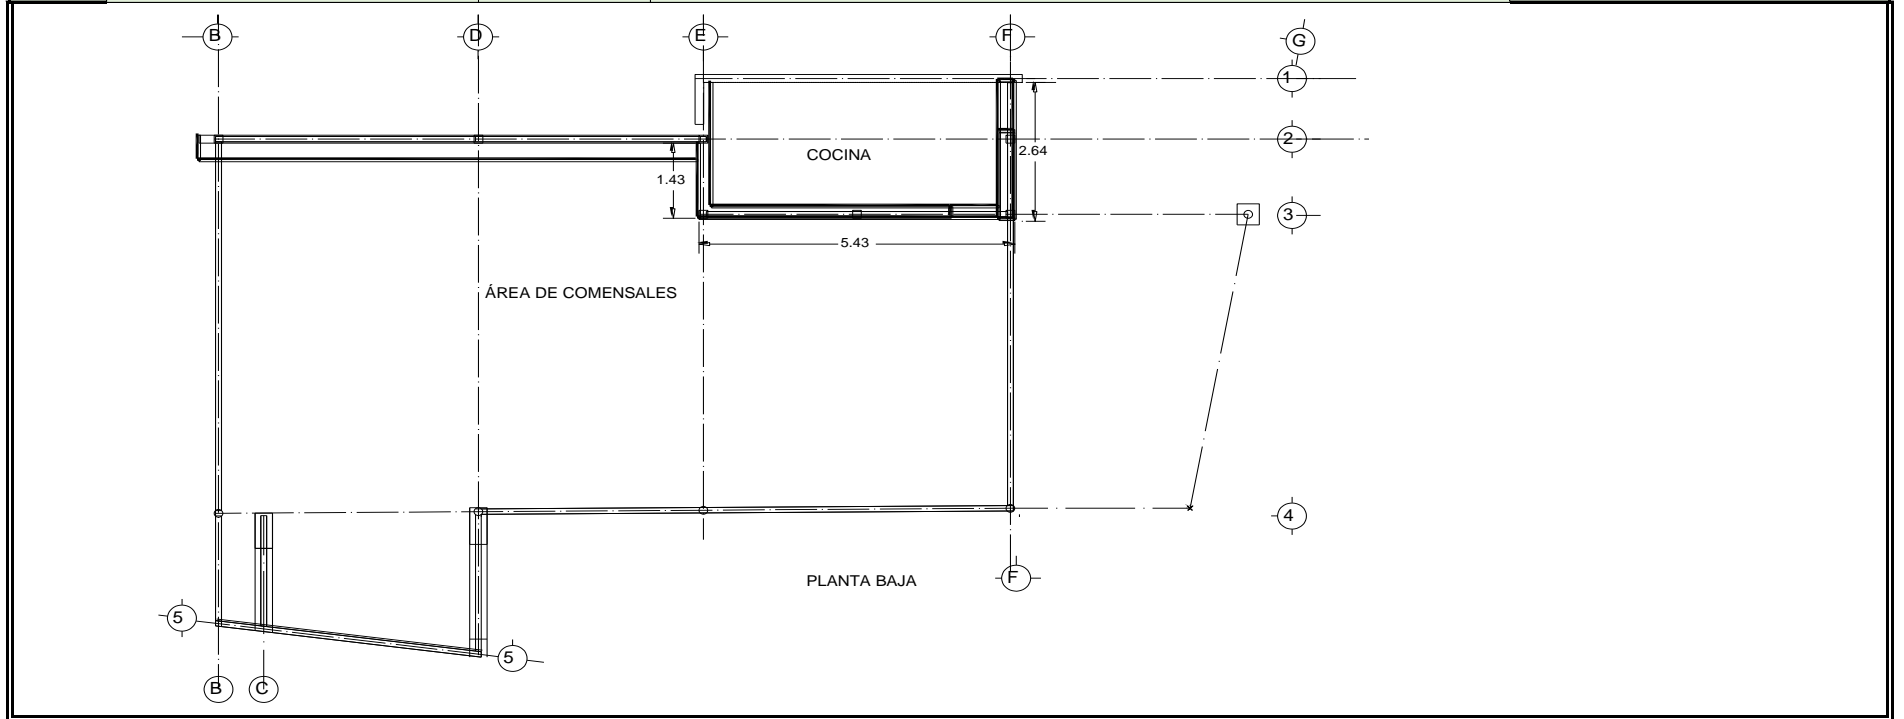 B
D
E
F
G
1
2
COCINA
2.64
1.43
3
5.43
ÁREA DE COMENSALES
4
PLANTA BAJA
F
5
5
B
C